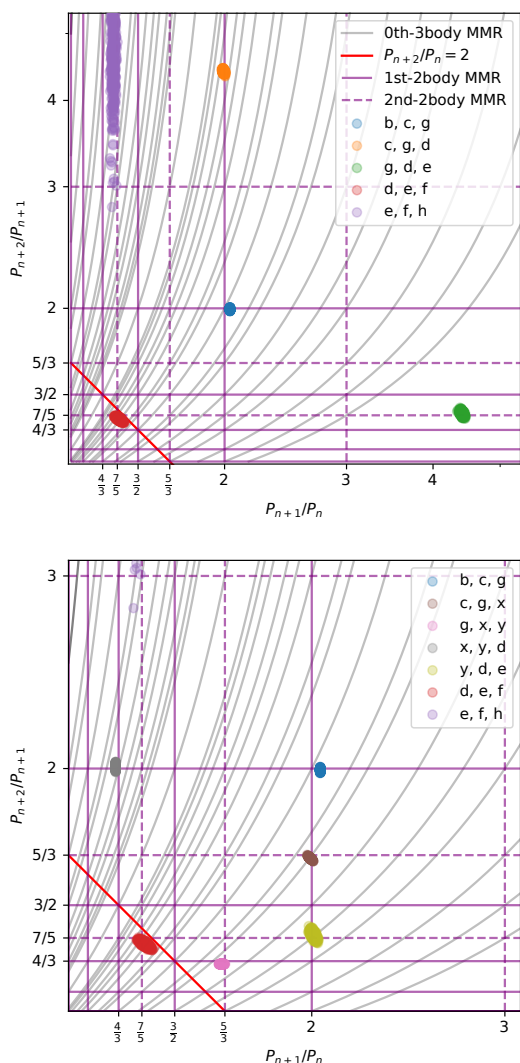 0th-3body MMR
P_{n+2}/P_n = 2
1st-2body MMR
2nd-2body MMR
b, c, g
c, g, d
g, d, e
d, e, f
e, f, h
P_{n+2}/P_{n+1}
4
3
2
5/3
3/2
7/5
4/3
4/3 7/5 3/2 5/3 2 3 4
P_{n+1}/P_n
b, c, g
c, g, x
g, x, y
x, y, d
y, d, e
d, e, f
e, f, h
P_{n+2}/P_{n+1}
3
2
5/3
3/2
7/5
4/3
4/3 7/5 3/2 5/3 2 3
P_{n+1}/P_n